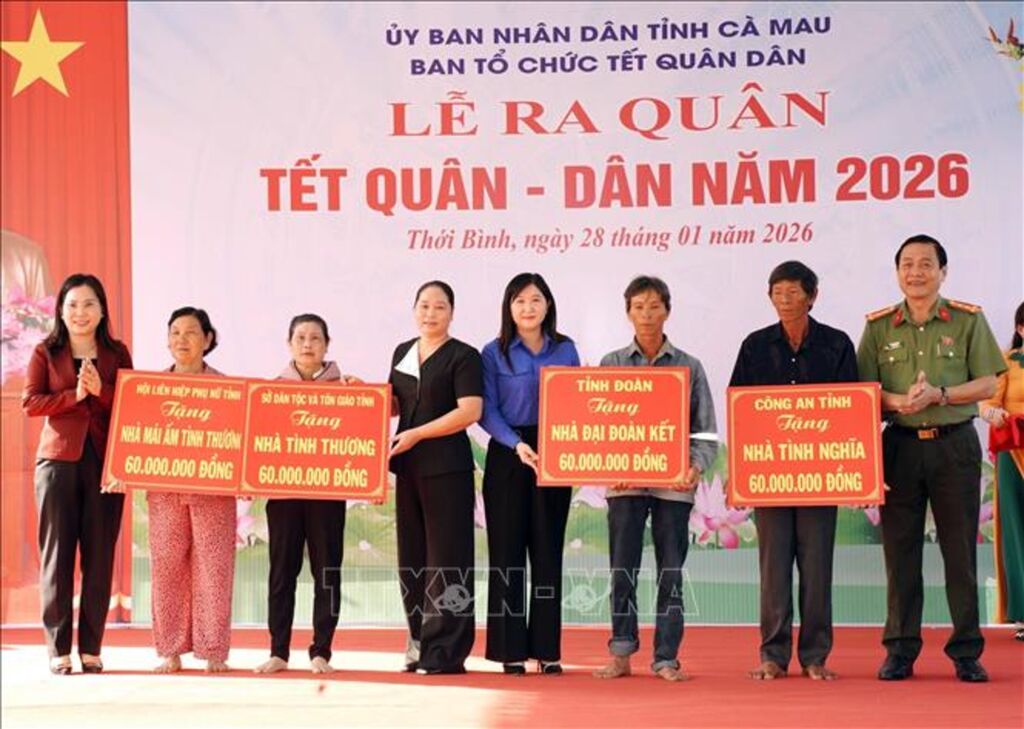 ỦY BAN NHÂN DÂN TỈNH CÀ MAU
BAN TỔ CHỨC TẾT QUÂN DÂN
LỄ RA QUÂN
TẾT QUÂN - DÂN NĂM 2026
Thới Bình, ngày 28 tháng 01 năm 2026
HỘI LIÊN HIỆP PHỤ NỮ TỈNH
Tặng
NHÀ MÁI ẤM TÌNH THƯƠNG
60.000.000 ĐỒNG
SỞ DÂN TỘC VÀ TÔN GIÁO TỈNH
Tặng
NHÀ TÌNH THƯƠNG
60.000.000 ĐỒNG
TỈNH ĐOÀN
Tặng
NHÀ ĐẠI ĐOÀN KẾT
60.000.000 ĐỒNG
CÔNG AN TỈNH
Tặng
NHÀ TÌNH NGHĨA
60.000.000 ĐỒNG
TTXVN-VNA